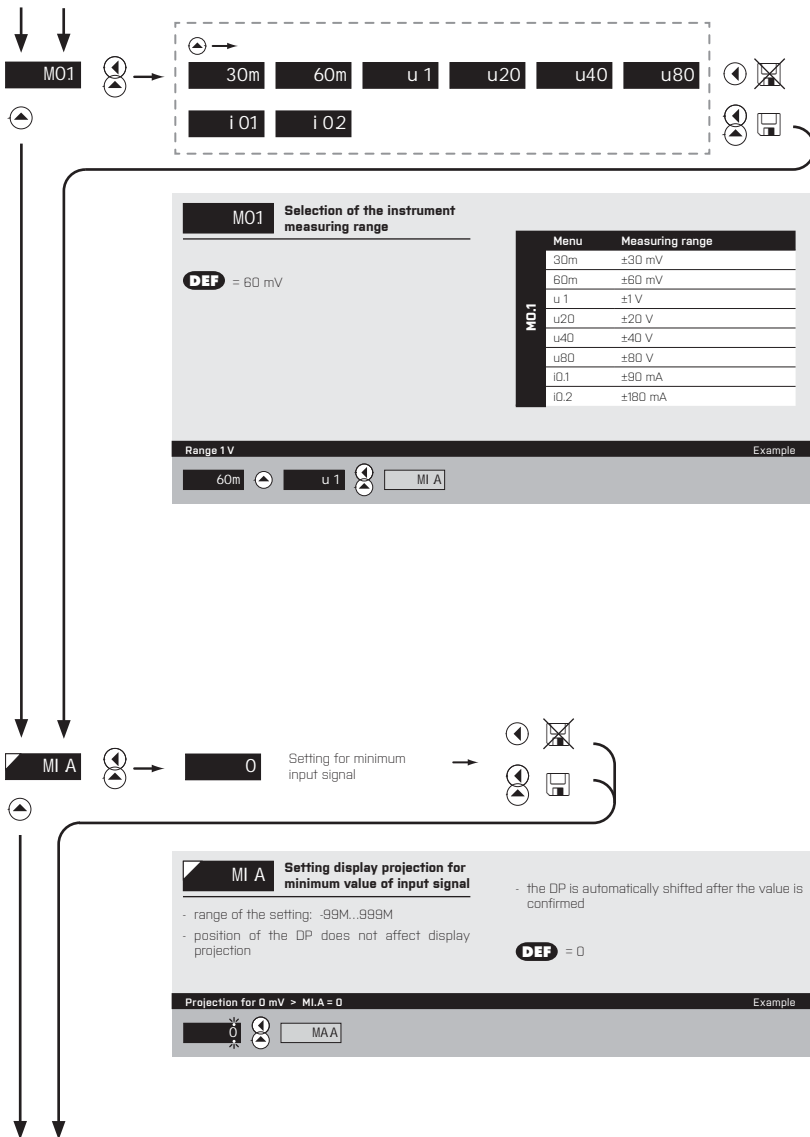 MO1
30m 60m u 1 u20 u40 u80
i 01 i 02
MO1 Selection of the instrument
measuring range
DEF = 60 mV
M0.1
Menu Measuring range
30m ±30 mV
60m ±60 mV
u 1 ±1 V
u20 ±20 V
u40 ±40 V
u80 ±80 V
i0.1 ±90 mA
i0.2 ±180 mA
Range 1 V Example
60m u 1 MI A
MI A 0 Setting for minimum
input signal
MI A Setting display projection for
minimum value of input signal
- range of the setting: -99M...999M
- position of the DP does not affect display
projection
- the DP is automatically shifted after the value is
confirmed
DEF = 0
Projection for 0 mV > MI.A = 0 Example
0 MA A